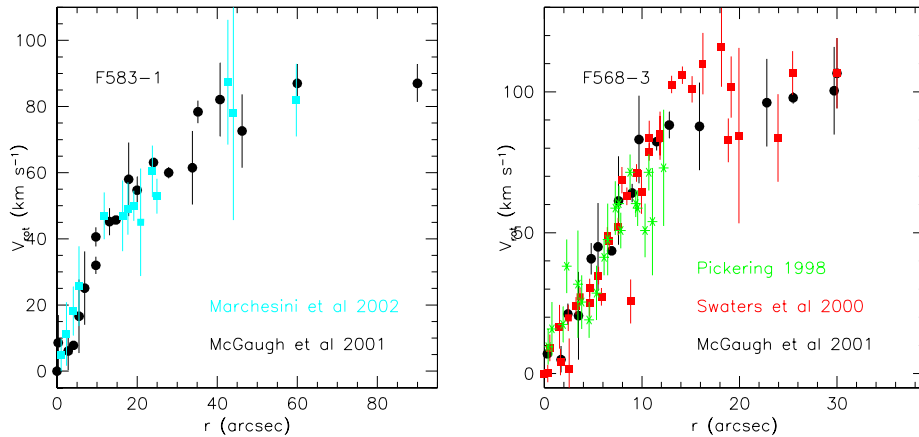 100
80
60
40
20
0
V_rot (km s⁻¹)
F583-1
Marchesini et al 2002
McGaugh et al 2001
0 20 40 60 80
r (arcsec)
100
50
0
V_rot (km s⁻¹)
F568-3
Pickering 1998
Swaters et al 2000
McGaugh et al 2001
0 10 20 30
r (arcsec)